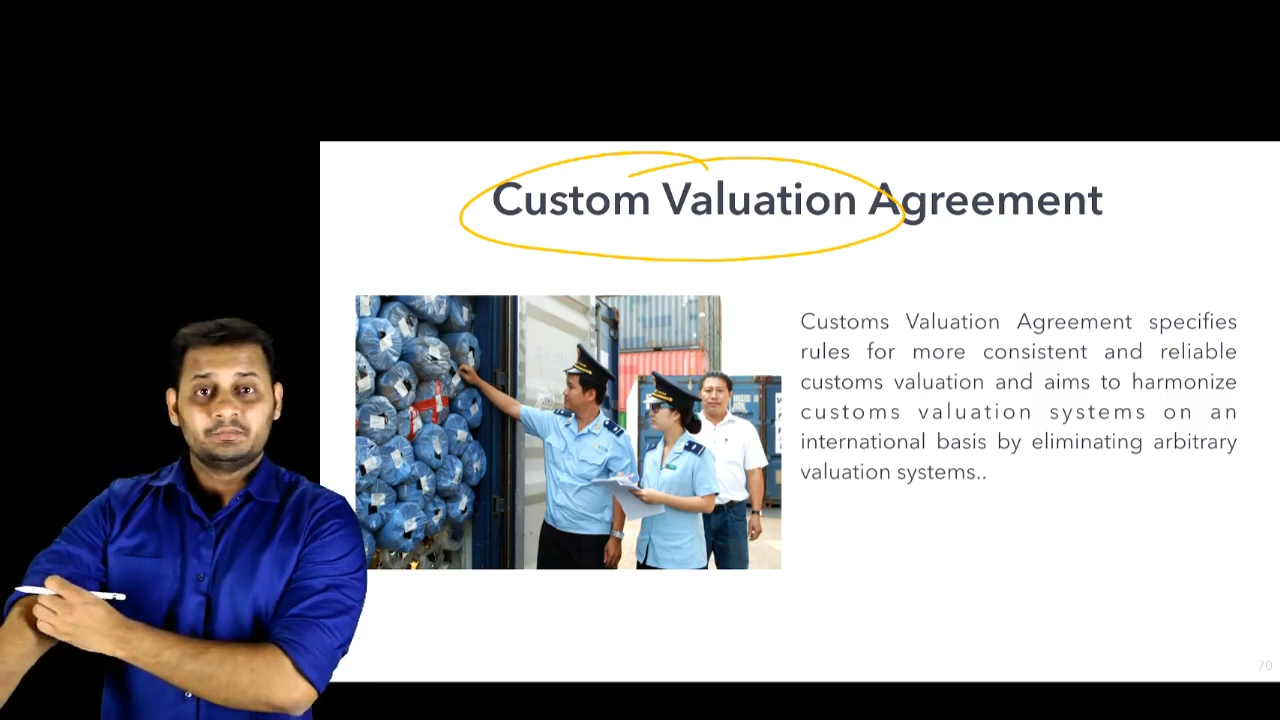 Custom Valuation Agreement
Customs Valuation Agreement specifies
rules for more consistent and reliable
customs valuation and aims to harmonize
customs valuation systems on an
international basis by eliminating arbitrary
valuation systems..
70